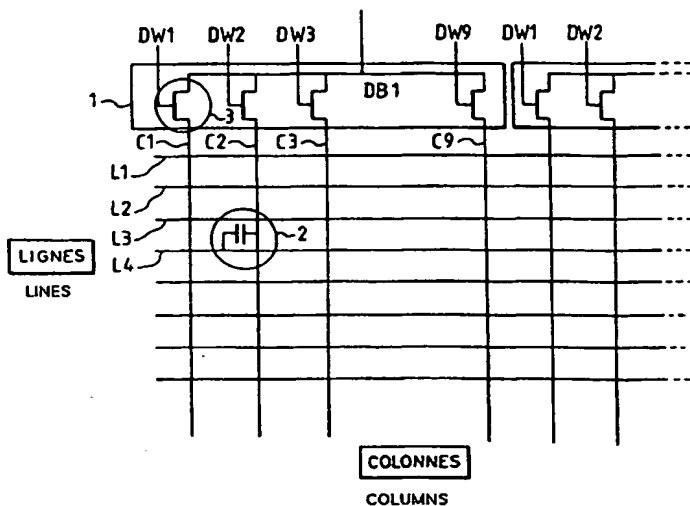 DW1 DW2 DW3 DW9 DW1 DW2
1 3 DB1
C1 C2 C3 C9
L1
L2
L3 2
L4
LIGNES
LINES
COLONNES
COLUMNS